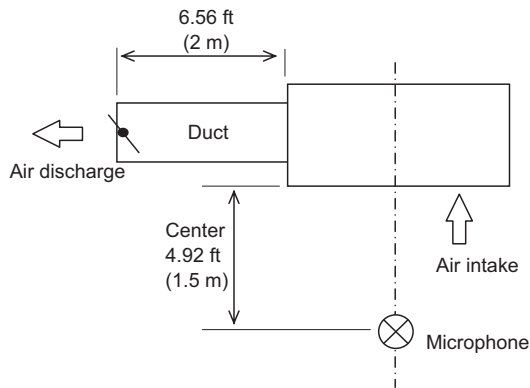 6.56 ft
(2 m)
Duct
Air discharge
Center
4.92 ft
(1.5 m)
Air intake
Microphone